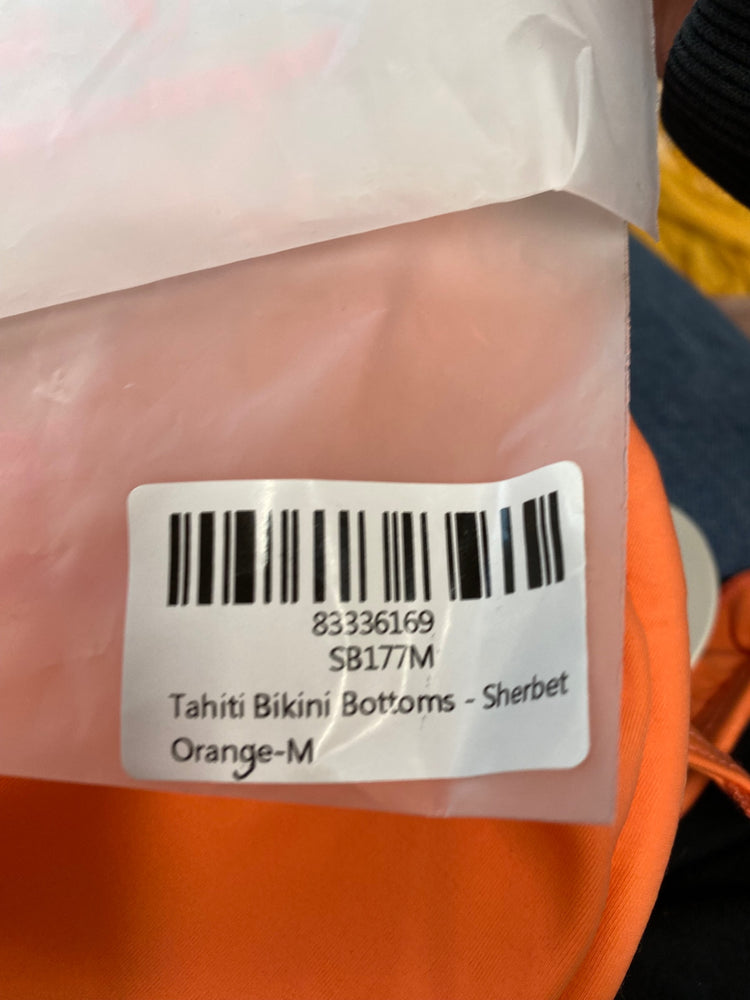 83336169
SB177M
Tahiti Bikini Bottoms - Sherbet
Orange-M